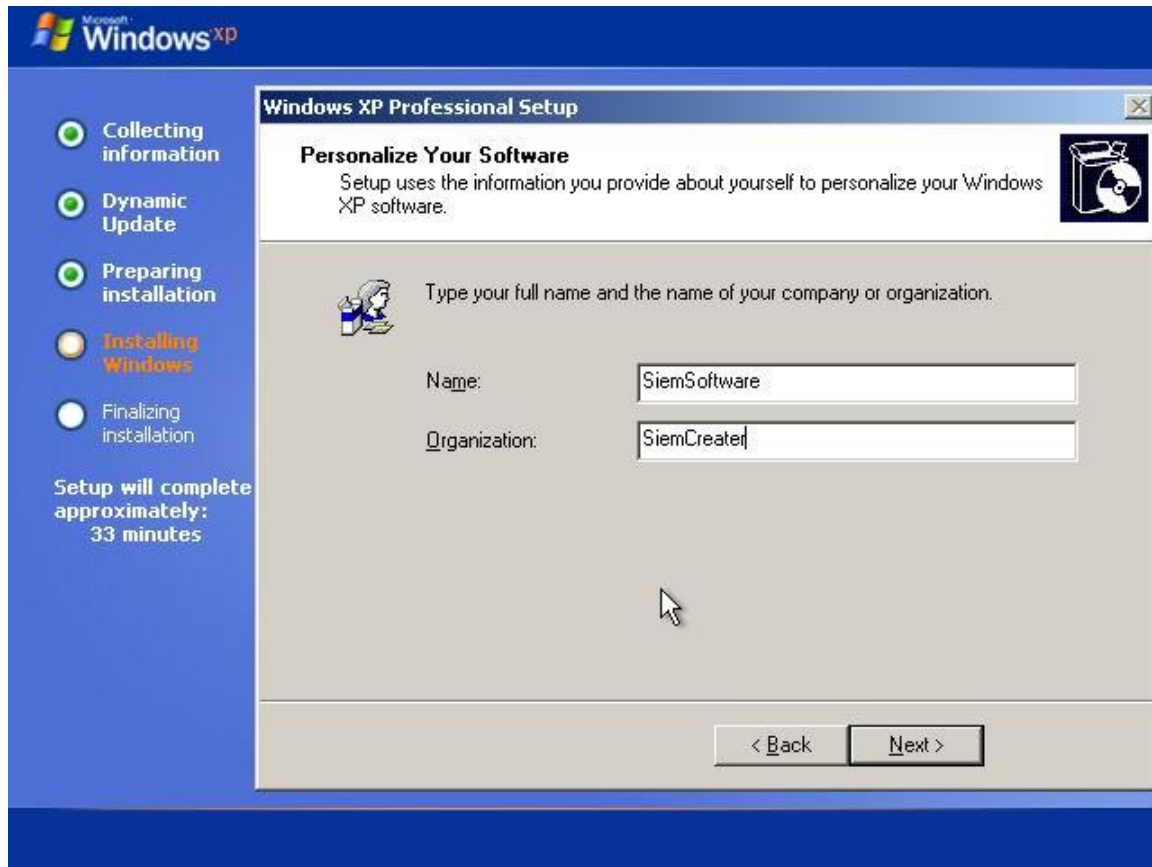 Microsoft
Windows xp
Collecting
information
Dynamic
Update
Preparing
installation
Installing
Windows
Finalizing
installation
Setup will complete
approximately:
33 minutes
Windows XP Professional Setup
Personalize Your Software
Setup uses the information you provide about yourself to personalize your Windows
XP software.
Type your full name and the name of your company or organization.
Name: SiemSoftware
Organization: SiemCreater
< Back Next >